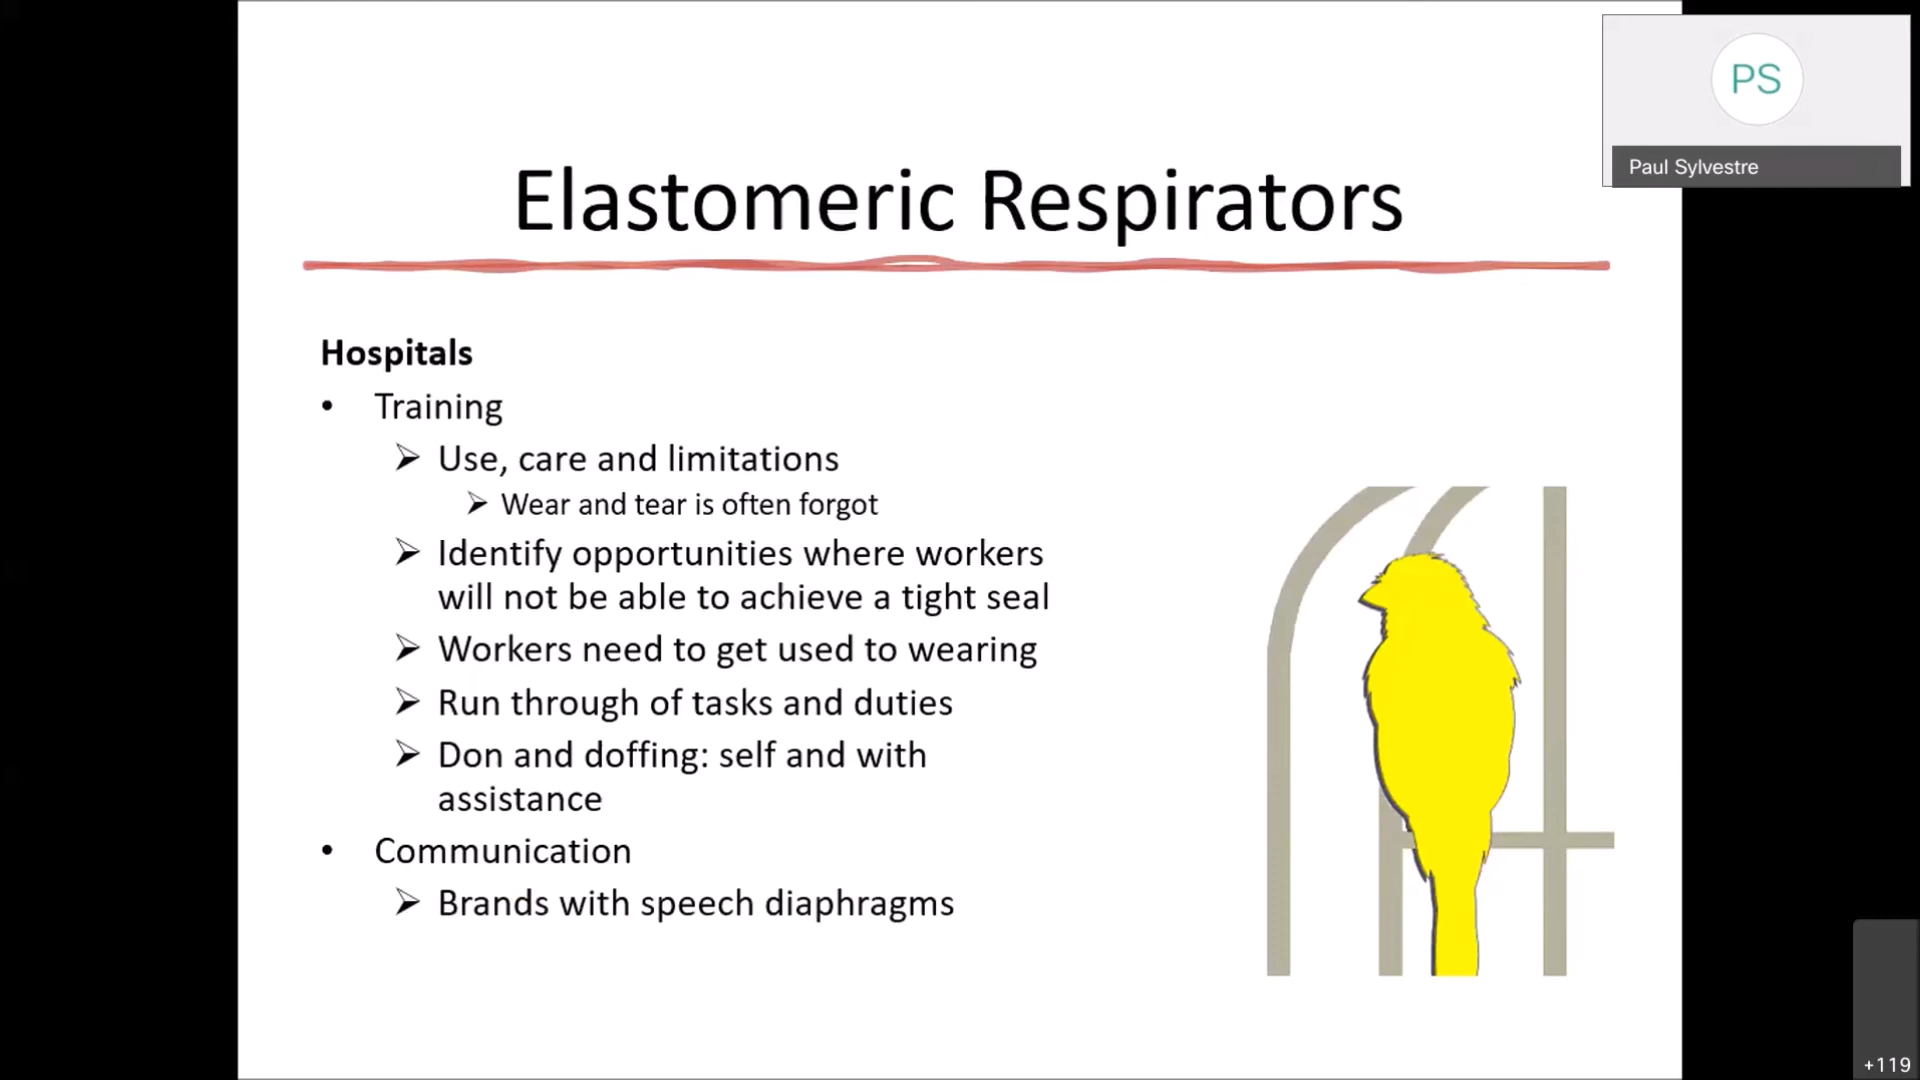 PS
Paul Sylvestre
Elastomeric Respirators
Hospitals
• Training
➢ Use, care and limitations
➢ Wear and tear is often forgot
➢ Identify opportunities where workers
will not be able to achieve a tight seal
➢ Workers need to get used to wearing
➢ Run through of tasks and duties
➢ Don and doffing: self and with
assistance
• Communication
➢ Brands with speech diaphragms
+119